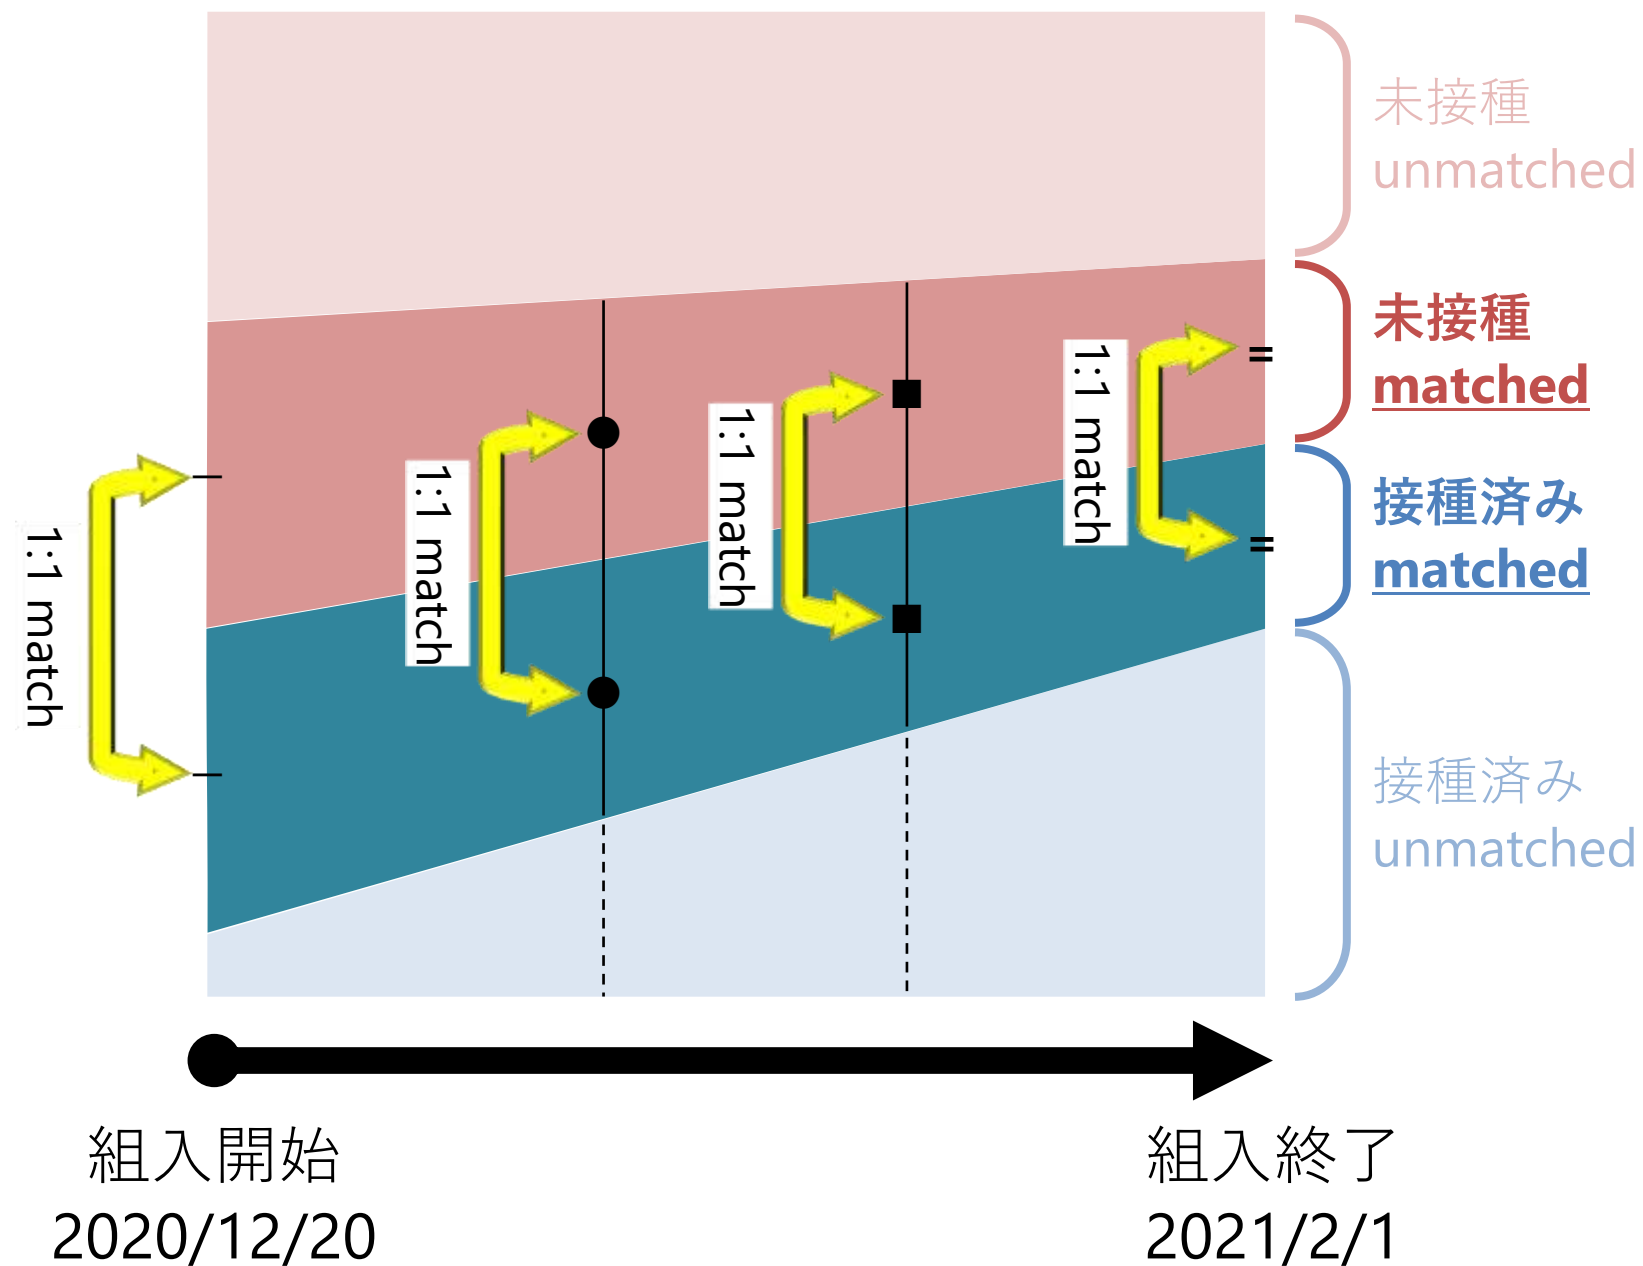 未接種
unmatched
未接種
matched
接種済み
matched
接種済み
unmatched
1:1 match
1:1 match
1:1 match
1:1 match
組入開始
2020/12/20
組入終了
2021/2/1